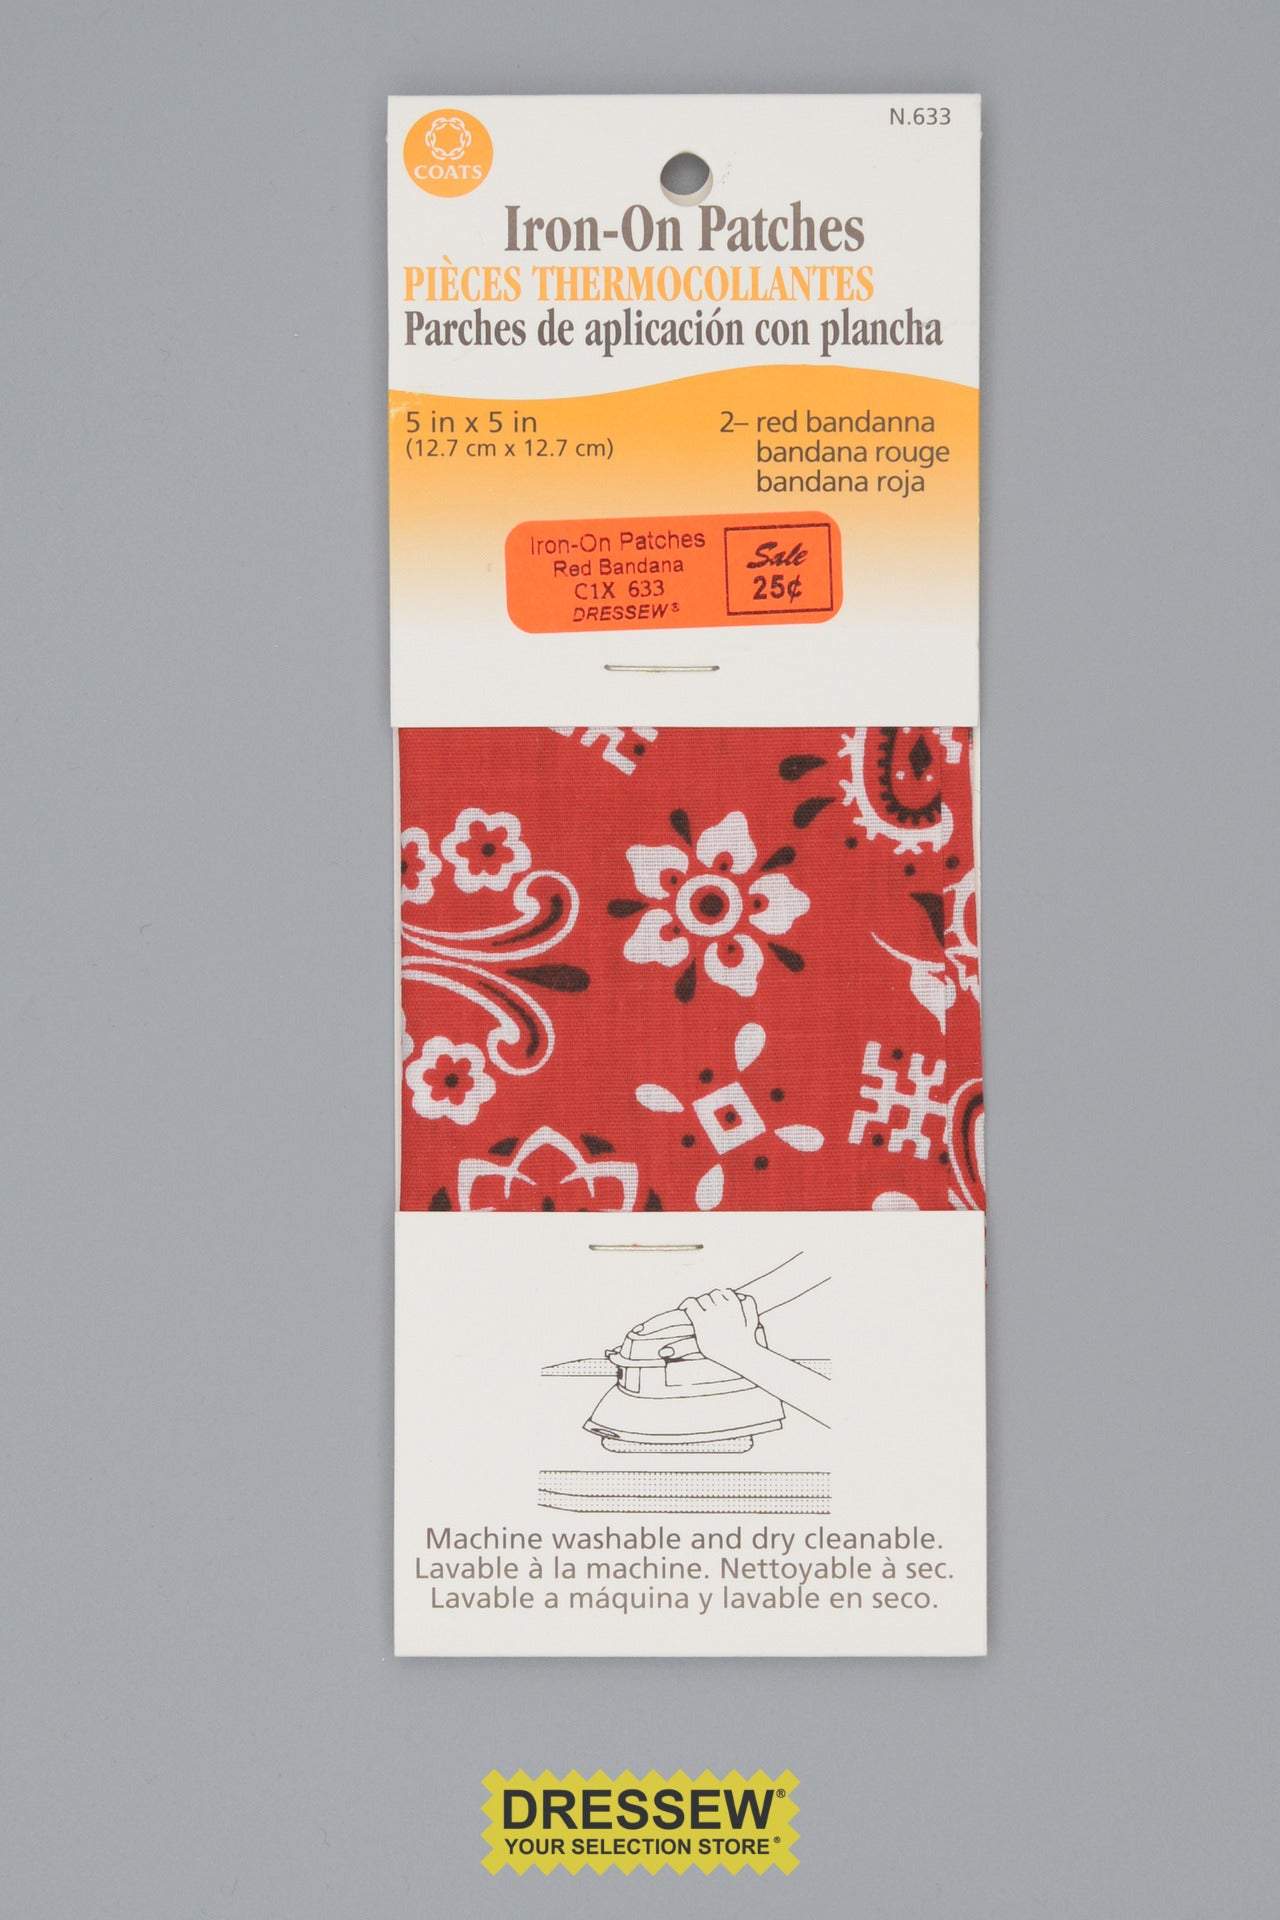 N.633
COATS
Iron-On Patches
PIÈCES THERMOCOLLANTES
Parches de aplicación con plancha
5 in x 5 in
(12.7 cm x 12.7 cm)
2– red bandanna
bandana rouge
bandana roja
Iron-On Patches
Red Bandana
C1X 633
DRESSEW®
Sale
25¢
Machine washable and dry cleanable.
Lavable à la machine. Nettoyable à sec.
Lavable a máquina y lavable en seco.
DRESSEW®
YOUR SELECTION STORE®